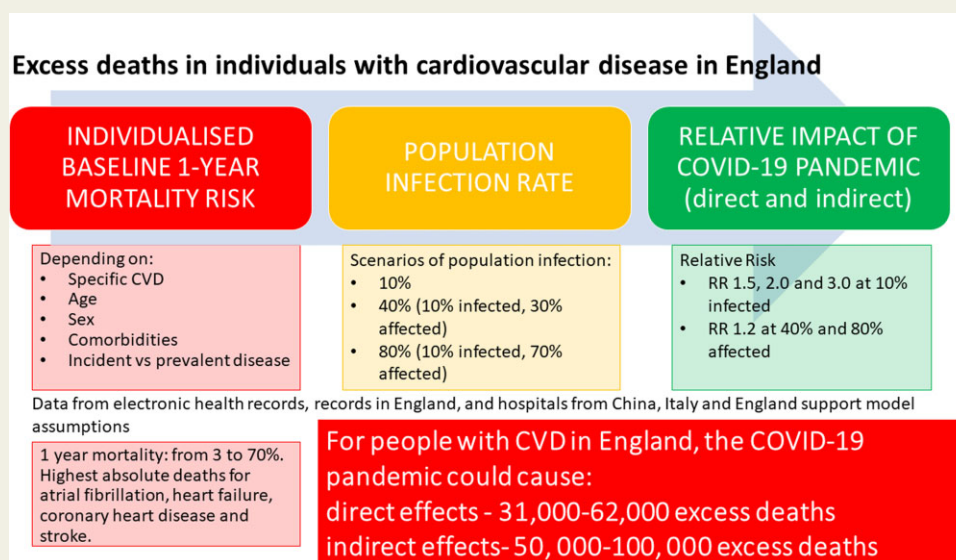 Excess deaths in individuals with cardiovascular disease in England
INDIVIDUALISED
BASELINE 1-YEAR
MORTALITY RISK
POPULATION
INFECTION RATE
RELATIVE IMPACT OF
COVID-19 PANDEMIC
(direct and indirect)
Depending on:
• Specific CVD
• Age
• Sex
• Comorbidities
• Incident vs prevalent disease
Scenarios of population infection:
• 10%
• 40% (10% infected, 30%
affected)
• 80% (10% infected, 70%
affected)
Relative Risk
• RR 1.5, 2.0 and 3.0 at 10%
infected
• RR 1.2 at 40% and 80%
affected
Data from electronic health records, records in England, and hospitals from China, Italy and England support model
assumptions
1 year mortality: from 3 to 70%.
Highest absolute deaths for
atrial fibrillation, heart failure,
coronary heart disease and
stroke.
For people with CVD in England, the COVID-19
pandemic could cause:
direct effects - 31,000-62,000 excess deaths
indirect effects- 50, 000-100, 000 excess deaths